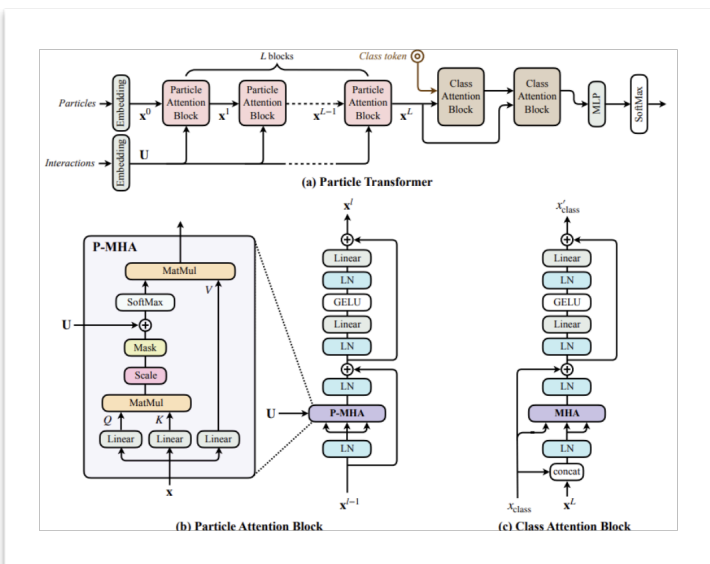 L blocks
Class token
Particles
Embedding
x⁰
Particle
Attention
Block
x¹
Particle
Attention
Block
xᴸ⁻¹
Particle
Attention
Block
xᴸ
Class
Attention
Block
Class
Attention
Block
MLP
SoftMax
Interactions
Embedding
U
(a) Particle Transformer
P-MHA
MatMul
V
SoftMax
U
Mask
Scale
MatMul
Q
K
Linear
Linear
Linear
x
xˡ
Linear
LN
GELU
Linear
LN
LN
U
P-MHA
LN
xˡ⁻¹
(b) Particle Attention Block
x′class
Linear
LN
GELU
Linear
LN
LN
MHA
LN
concat
xclass
xᴸ
(c) Class Attention Block